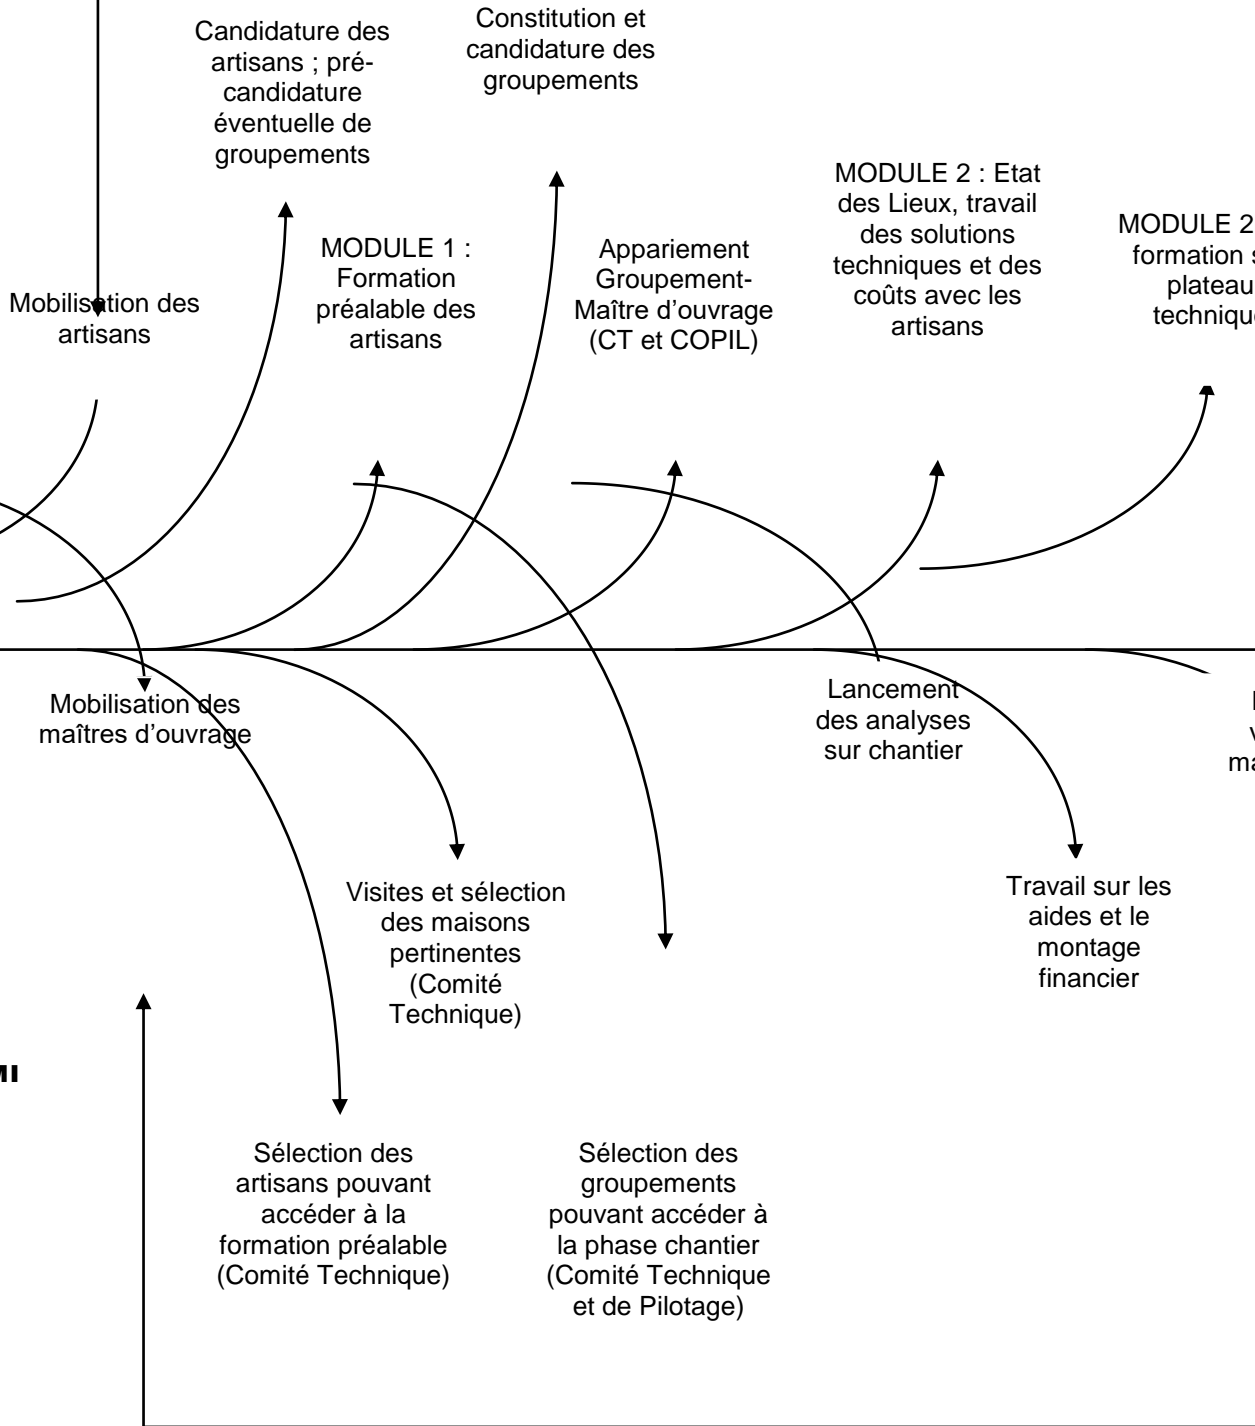 Candidature des
artisans ; pré-
candidature
éventuelle de
groupements
Constitution et
candidature des
groupements
Mobilisation des
artisans
MODULE 1 :
Formation
préalable des
artisans
Appariement
Groupement-
Maître d’ouvrage
(CT et COPIL)
MODULE 2 : Etat
des Lieux, travail
des solutions
techniques et des
coûts avec les
artisans
MODULE 2
formation
plateau
Mobilisation des
maîtres d’ouvrage
Lancement
des analyses
sur chantier
Visites et sélection
des maisons
pertinentes
(Comité
Technique)
Travail sur les
aides et le
montage
financier
Sélection des
artisans pouvant
accéder à la
formation préalable
(Comité Technique)
Sélection des
groupements
pouvant accéder à
la phase chantier
(Comité Technique
et de Pilotage)